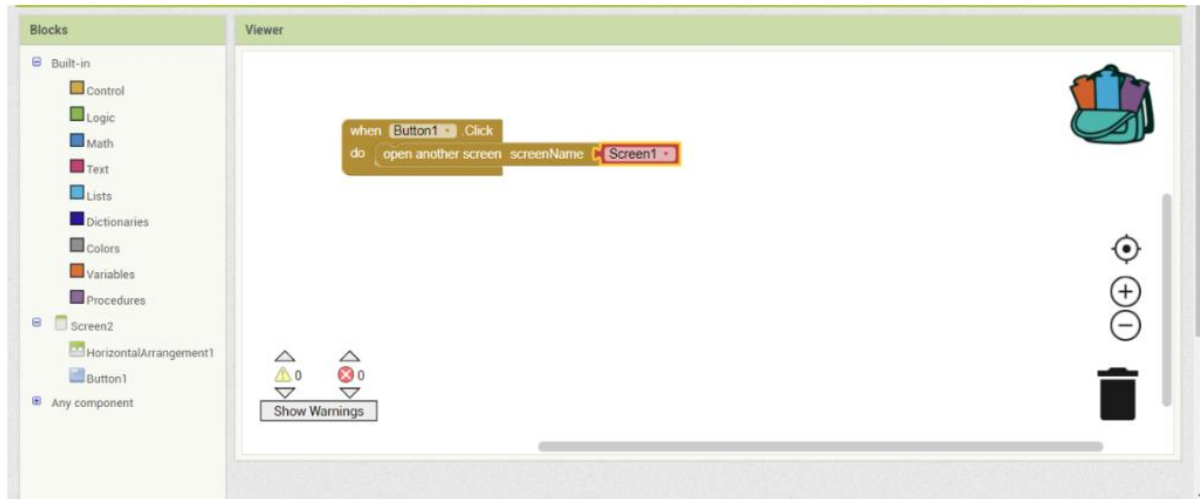 Blocks
Viewer
Built-in
Control
Logic
Math
Text
Lists
Dictionaries
Colors
Variables
Procedures
Screen2
HorizontalArrangement1
Button1
Any component
when Button1 .Click
do open another screen screenName Screen1
0 0
Show Warnings